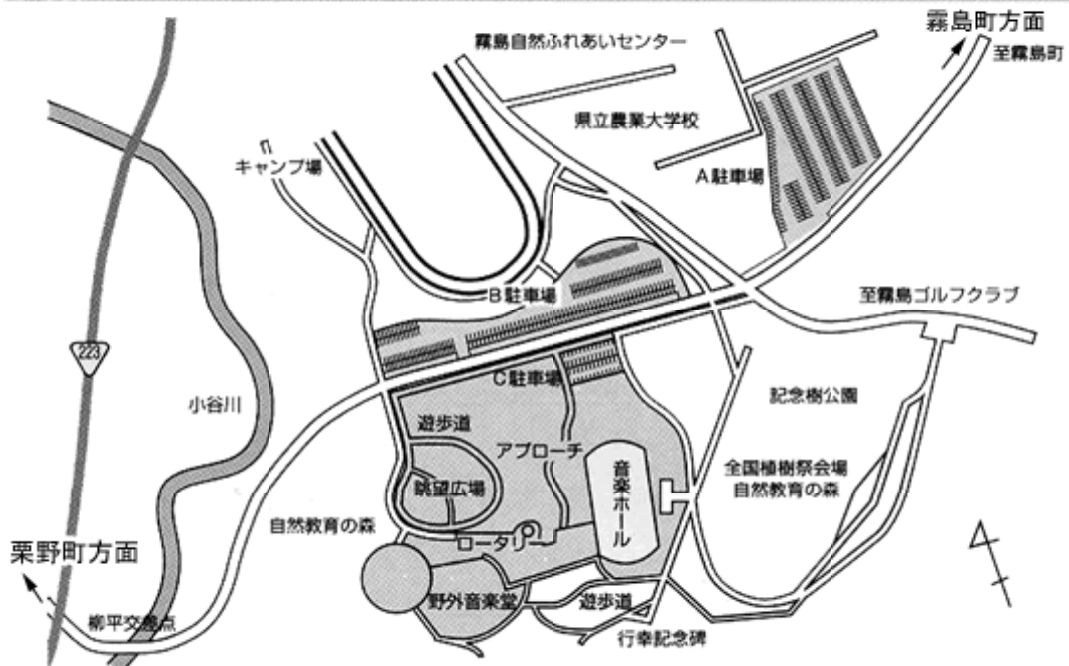 霧島町方面
至霧島町
霧島自然ふれあいセンター
県立農業大学校
A駐車場
キャンプ場
B駐車場
至霧島ゴルフクラブ
223
小谷川
C駐車場
記念樹公園
遊歩道
アプローチ
音楽ホール
全国植樹祭会場
自然教育の森
眺望広場
自然教育の森
ロータリー
栗野町方面
野外音楽堂
遊歩道
柳平交差点
行幸記念碑